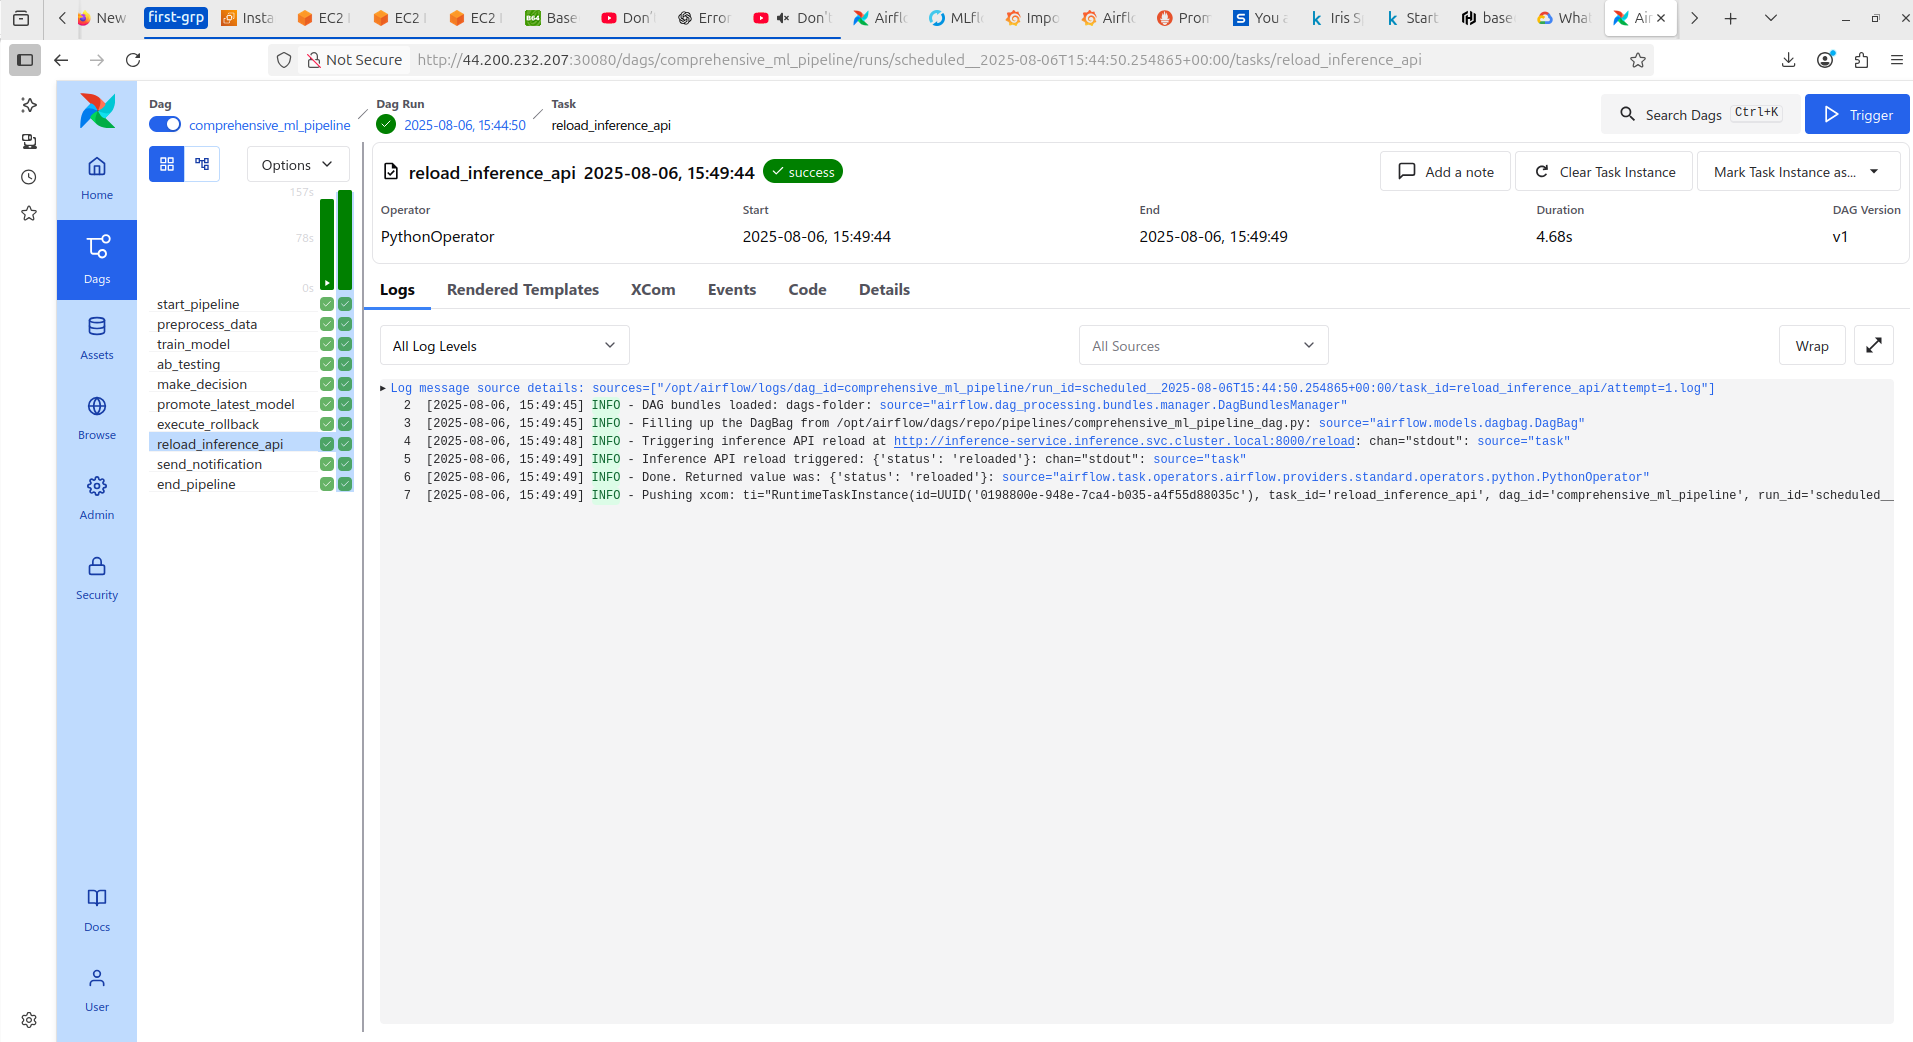 New
first-grp
Insta
EC2
EC2
EC2
Base
Don'
Erro
Don't
Airfl
MLfl
Impo
Airfl
Pron
You a
Iris S
Start
base
What
Air
Not Secure
http://44.200.232.207:30080/dags/comprehensive_ml_pipeline/runs/scheduled__2025-08-06T15:44:50.254865+00:00/tasks/reload_inference_api
Home
Dags
Assets
Browse
Admin
Security
Docs
User
Dag
comprehensive_ml_pipeline
Dag Run
2025-08-06, 15:44:50
Task
reload_inference_api
Search Dags Ctrl+K
Trigger
Options
157s
78s
0s
start_pipeline
preprocess_data
train_model
ab_testing
make_decision
promote_latest_model
execute_rollback
reload_inference_api
send_notification
end_pipeline
reload_inference_api 2025-08-06, 15:49:44 success
Add a note
Clear Task Instance
Mark Task Instance as...
Operator
PythonOperator
Start
2025-08-06, 15:49:44
End
2025-08-06, 15:49:49
Duration
4.68s
DAG Version
v1
Logs Rendered Templates XCom Events Code Details
All Log Levels
All Sources
Wrap
Log message source details: sources=["/opt/airflow/logs/dag_id=comprehensive_ml_pipeline/run_id=scheduled__2025-08-06T15:44:50.254865+00:00/task_id=reload_inference_api/attempt=1.log"]
2 [2025-08-06, 15:49:45] INFO - DAG bundles loaded: dags-folder: source="airflow.dag_processing.bundles.manager.DagBundlesManager"
3 [2025-08-06, 15:49:45] INFO - Filling up the DagBag from /opt/airflow/dags/repo/pipelines/comprehensive_ml_pipeline_dag.py: source="airflow.models.dagbag.DagBag"
4 [2025-08-06, 15:49:48] INFO - Triggering inference API reload at http://inference-service.inference.svc.cluster.local:8000/reload: chan="stdout": source="task"
5 [2025-08-06, 15:49:49] INFO - Inference API reload triggered: {'status': 'reloaded'}: chan="stdout": source="task"
6 [2025-08-06, 15:49:49] INFO - Done. Returned value was: {'status': 'reloaded'}: source="airflow.task.operators.airflow.providers.standard.operators.python.PythonOperator"
7 [2025-08-06, 15:49:49] INFO - Pushing xcom: ti="RuntimeTaskInstance(id=UUID('0198800e-948e-7ca4-b035-a4f55d88035c'), task_id='reload_inference_api', dag_id='comprehensive_ml_pipeline', run_id='scheduled__